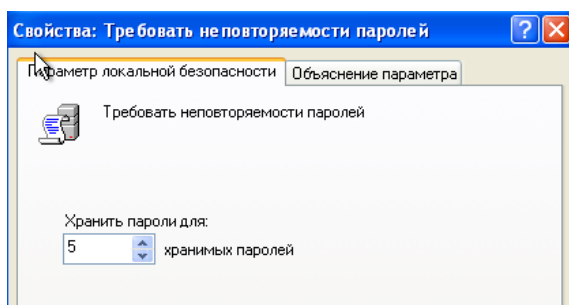 Свойства: Требовать неповторяемости паролей
Параметр локальной безопасности
Объяснение параметра
Требовать неповторяемости паролей
Хранить пароли для:
5 хранимых паролей